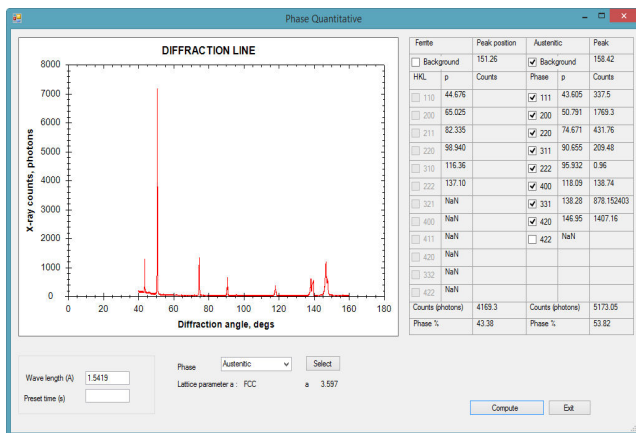 Phase Quantitative
DIFFRACTION LINE
X-ray counts, photons
8000
7000
6000
5000
4000
3000
2000
1000
0
0 20 40 60 80 100 120 140 160 180
Diffraction angle, degs
Ferrite Peak position Austenitic Peak
Background 151.26 Background 158.42
HKL p Counts Phase p Counts
110 44.676 111 43.605 337.5
200 65.025 200 50.791 1769.3
211 82.335 220 74.671 431.76
220 98.940 311 90.655 209.48
310 116.36 222 95.932 0.96
222 137.10 400 118.09 138.74
321 NaN 331 138.28 878.152403
400 NaN 420 146.95 1407.16
411 NaN 422 NaN
420 NaN
332 NaN
422 NaN
Counts (photons) 4169.3 Counts (photons) 5173.05
Phase % 43.38 Phase % 53.82
Wave length (A) 1.5419
Preset time (s)
Phase Austenitic Select
Lattice parameter a : FCC a 3.597
Compute Exit